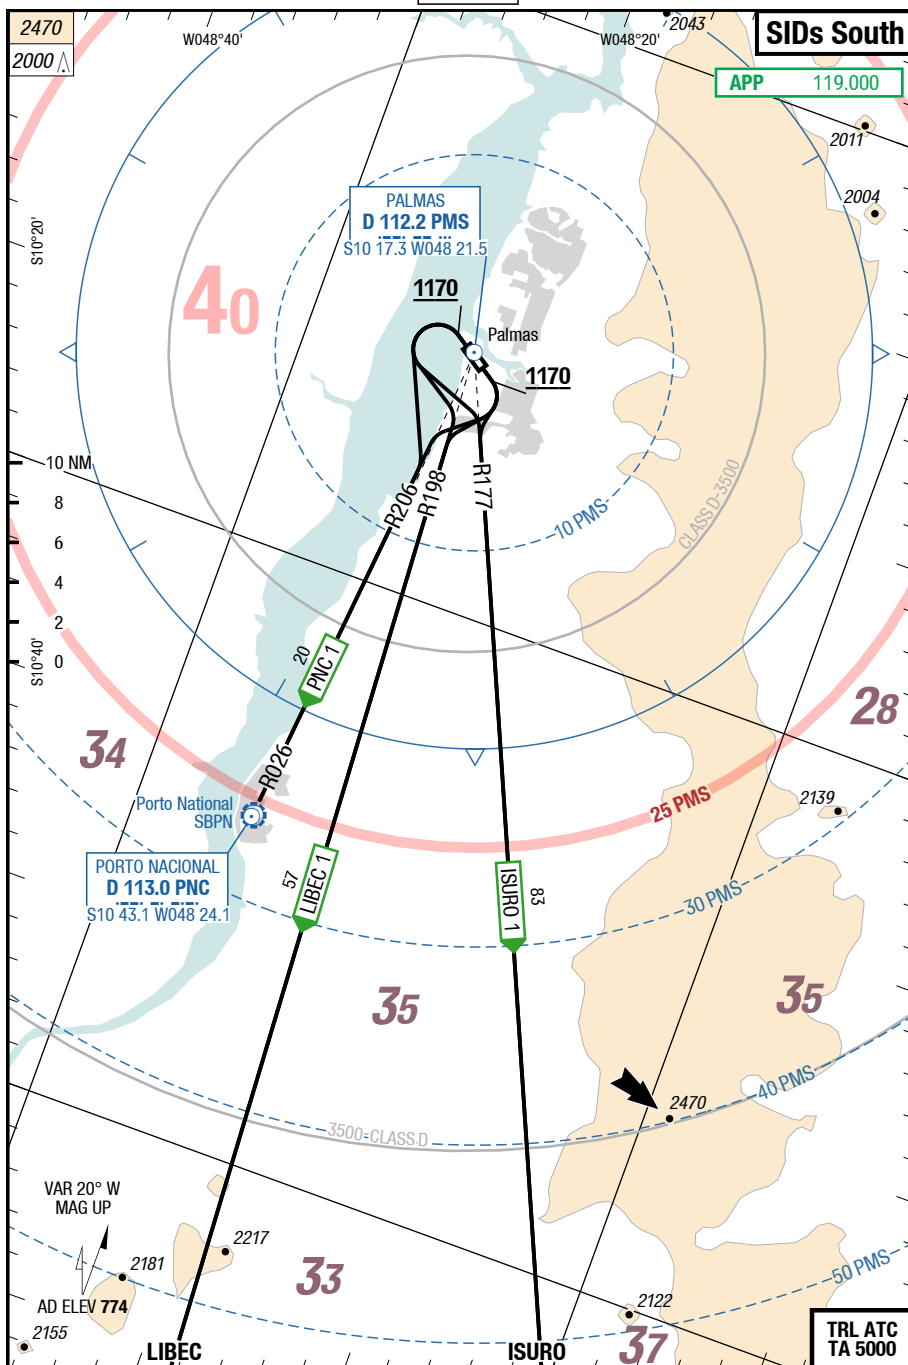 2470
2000
W048°40'
W048°20'
2043
SIDs South
APP 119.000
2011
2004
S10°20'
PALMAS
D 112.2 PMS
S10 17.3 W048 21.5
40
1170
Palmas
1170
10 NM
8
6
4
2
0
S10°40'
R206
R198
R177
10 PMS
CLASS D-3500
20
PNC 1
28
34
R026
25 PMS
2139
Porto National
SBPN
PORTO NACIONAL
D 113.0 PNC
S10 43.1 W048 24.1
57
LIBEC 1
ISURO 1
83
30 PMS
35
35
40 PMS
2470
3500-CLASS D
VAR 20° W
MAG UP
2217
2181
33
50 PMS
AD ELEV 774
2122
2155
37
LIBEC
ISURO
TRL ATC
TA 5000